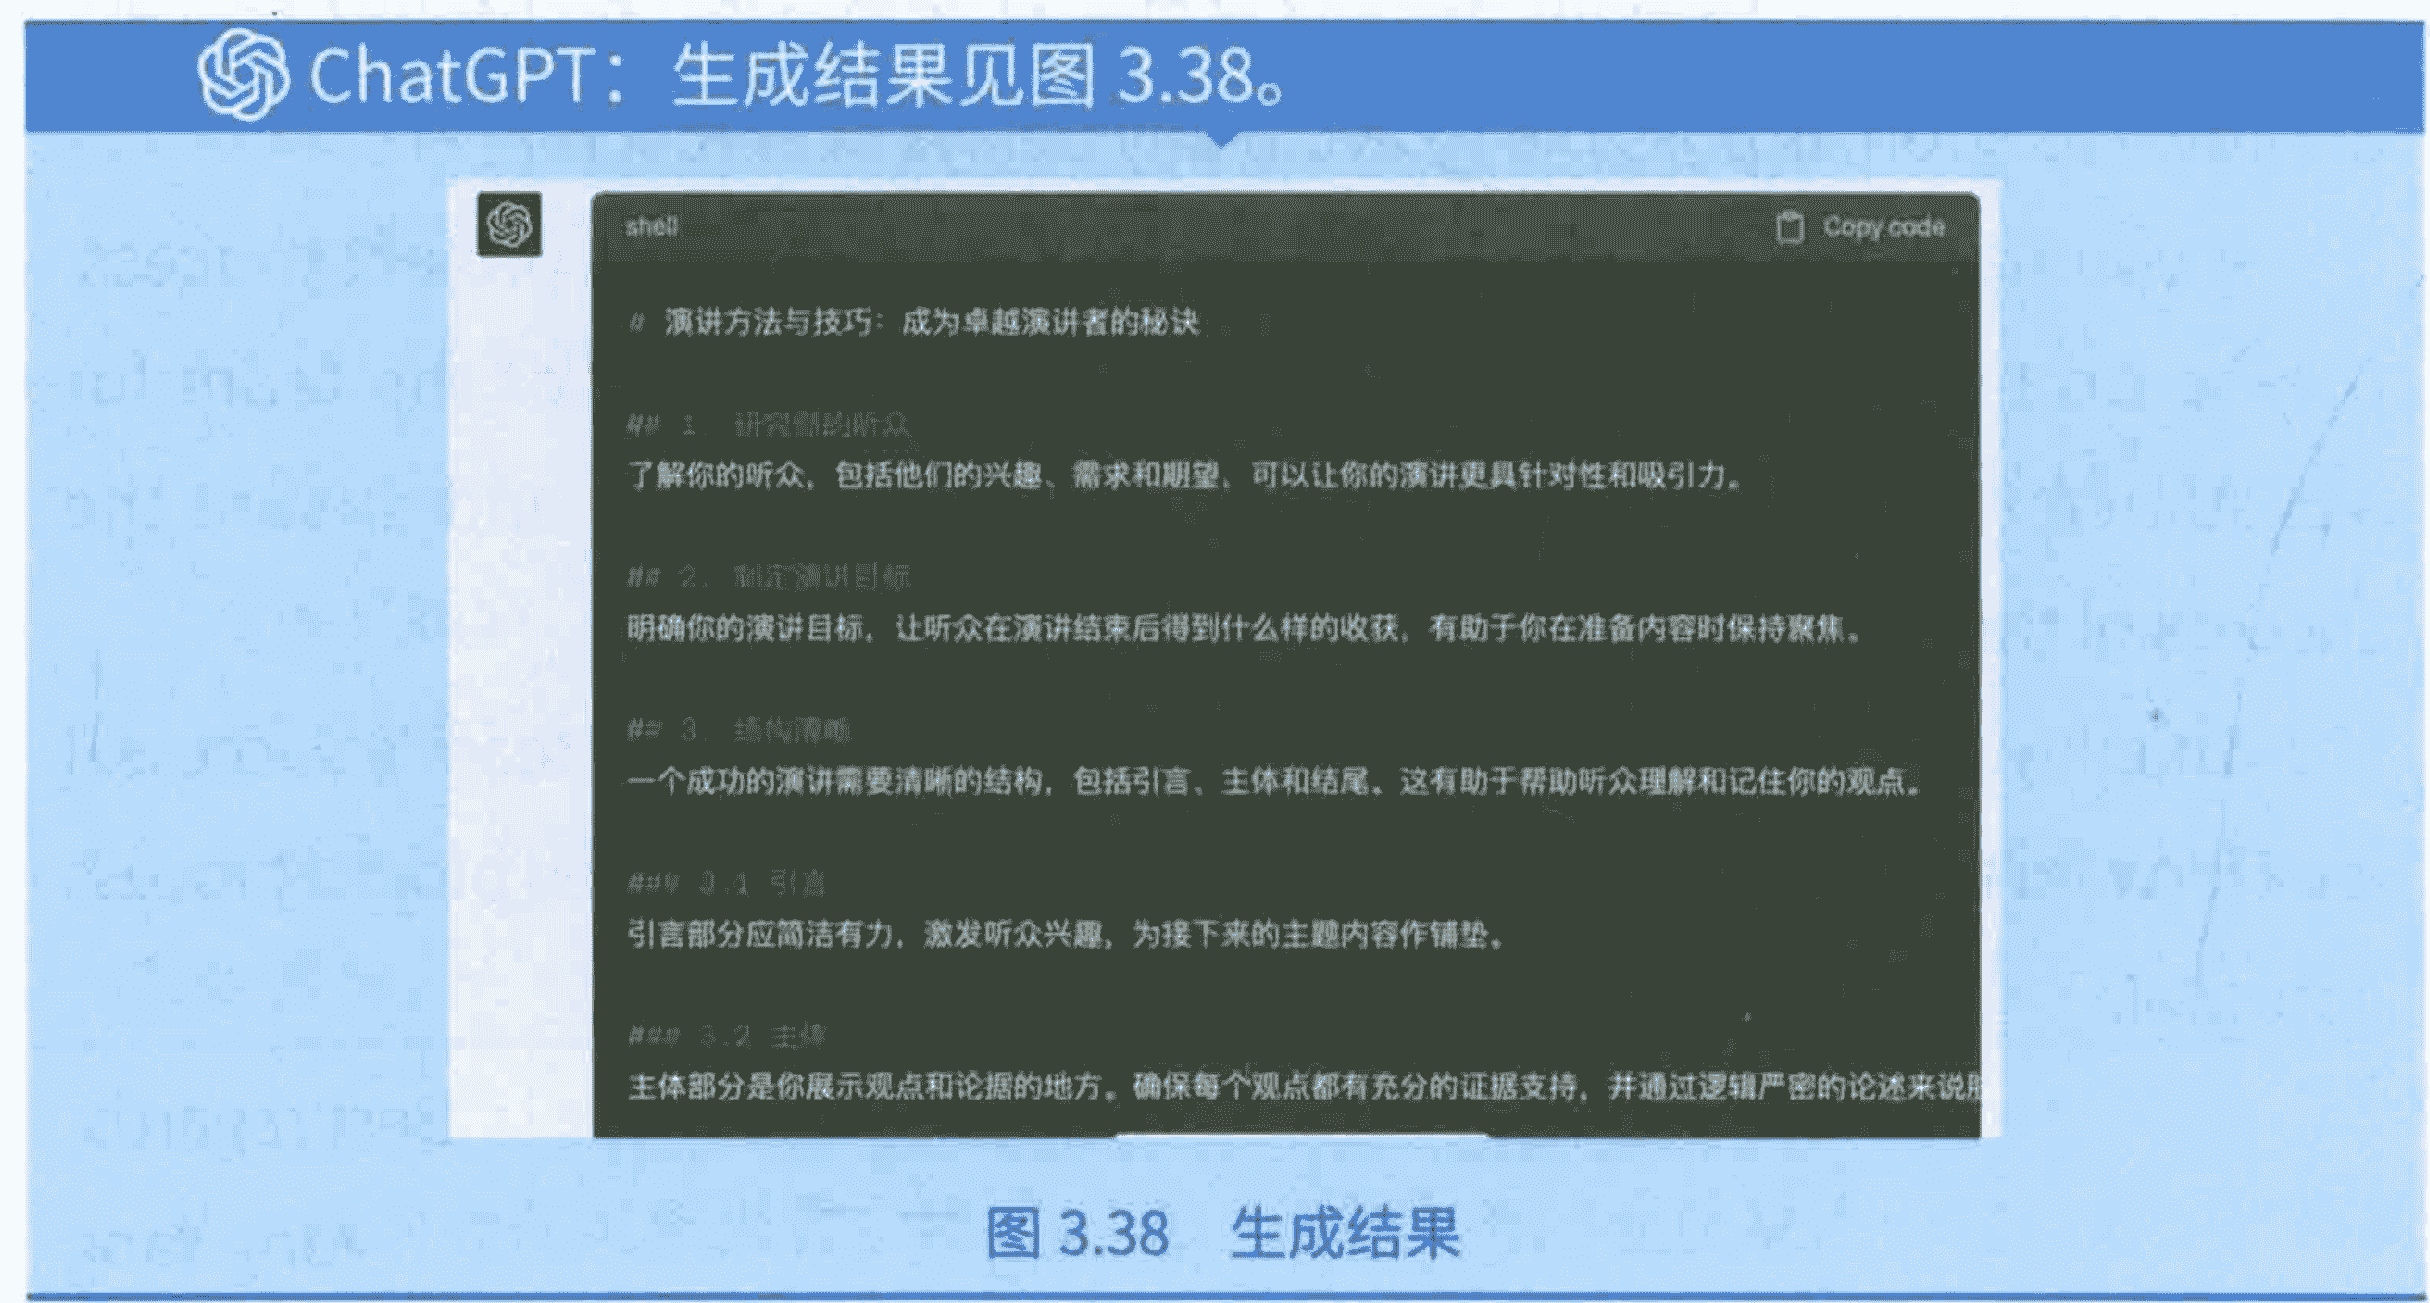 ChatGPT：生成结果见图 3.38。
shell
Copy code
# 演讲方法与技巧：成为卓越演讲者的秘诀
## 1. 研究你的听众
了解你的听众，包括他们的兴趣、需求和期望，可以让你的演讲更具针对性和吸引力。
## 2. 制定演讲目标
明确你的演讲目标，让听众在演讲结束后得到什么样的收获，有助于你在准备内容时保持聚焦。
## 3. 结构清晰
一个成功的演讲需要清晰的结构，包括引言、主体和结尾。这有助于帮助听众理解和记住你的观点。
### 3.1 引言
引言部分应简洁有力，激发听众兴趣，为接下来的主题内容作铺垫。
### 3.2 主体
主体部分是你展示观点和论据的地方。确保每个观点都有充分的证据支持，并通过逻辑严密的论述来说
图 3.38 生成结果